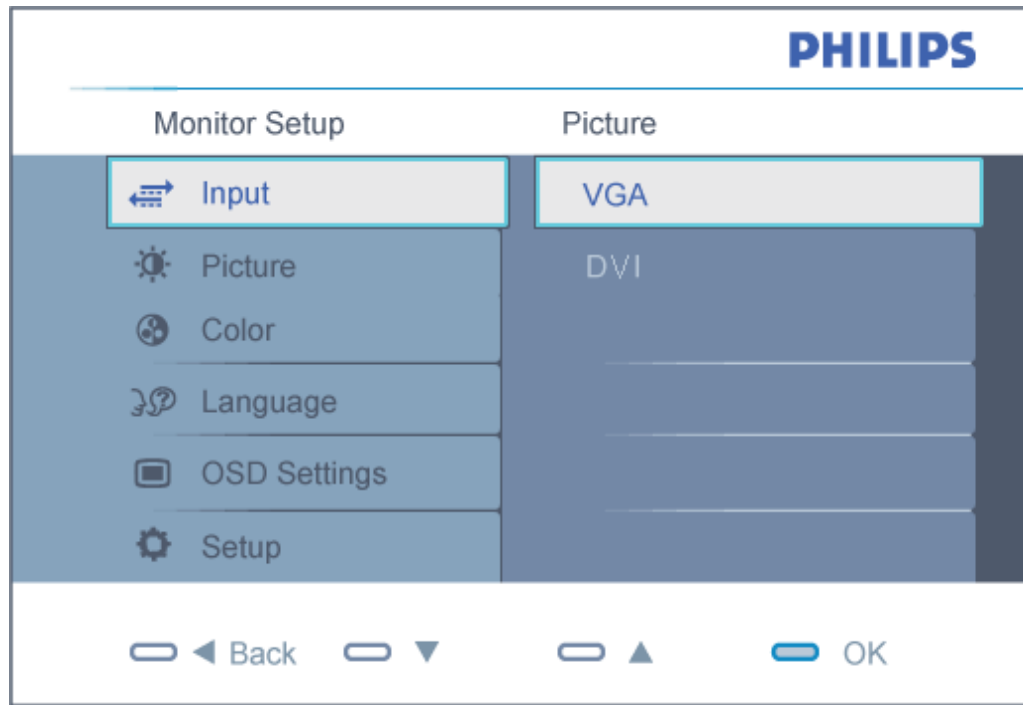 PHILIPS
Monitor Setup Picture
Input VGA
Picture DVI
Color
Language
OSD Settings
Setup
Back OK